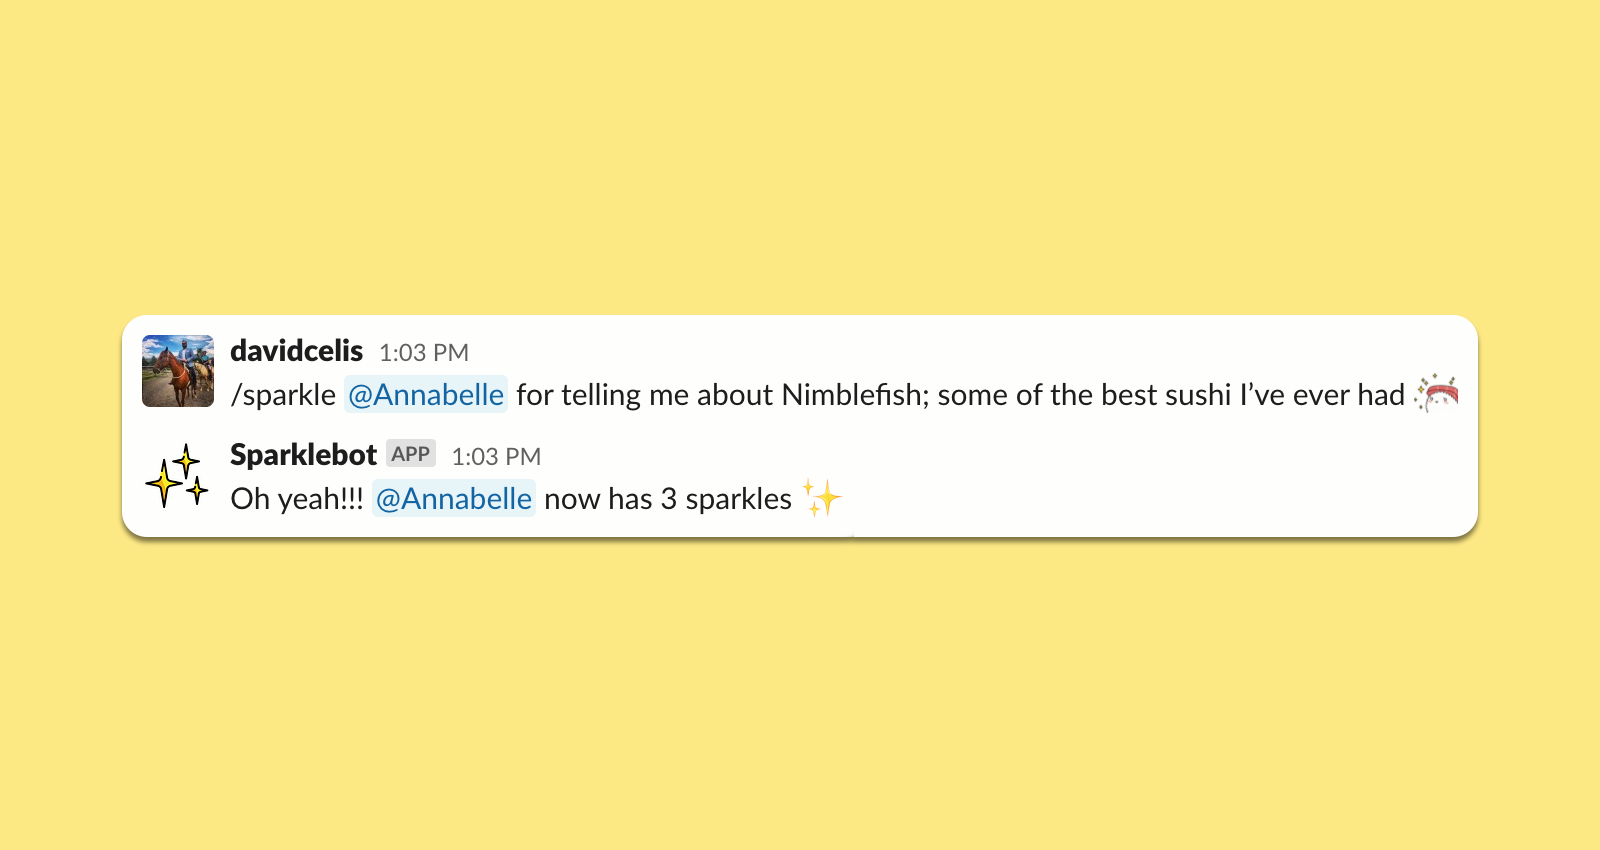 davidcelis 1:03 PM
/sparkle @Annabelle for telling me about Nimblefish; some of the best sushi I’ve ever had
Sparklebot APP 1:03 PM
Oh yeah!!! @Annabelle now has 3 sparkles ✨